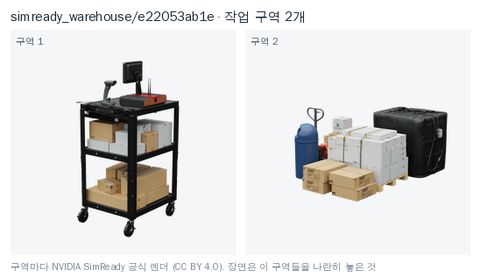 simready_warehouse/e22053ab1e · 작업 구역 2개
구역 1
구역 2
구역마다 NVIDIA SimReady 공식 렌더 (CC BY 4.0). 장면은 이 구역들을 나란히 놓은 것